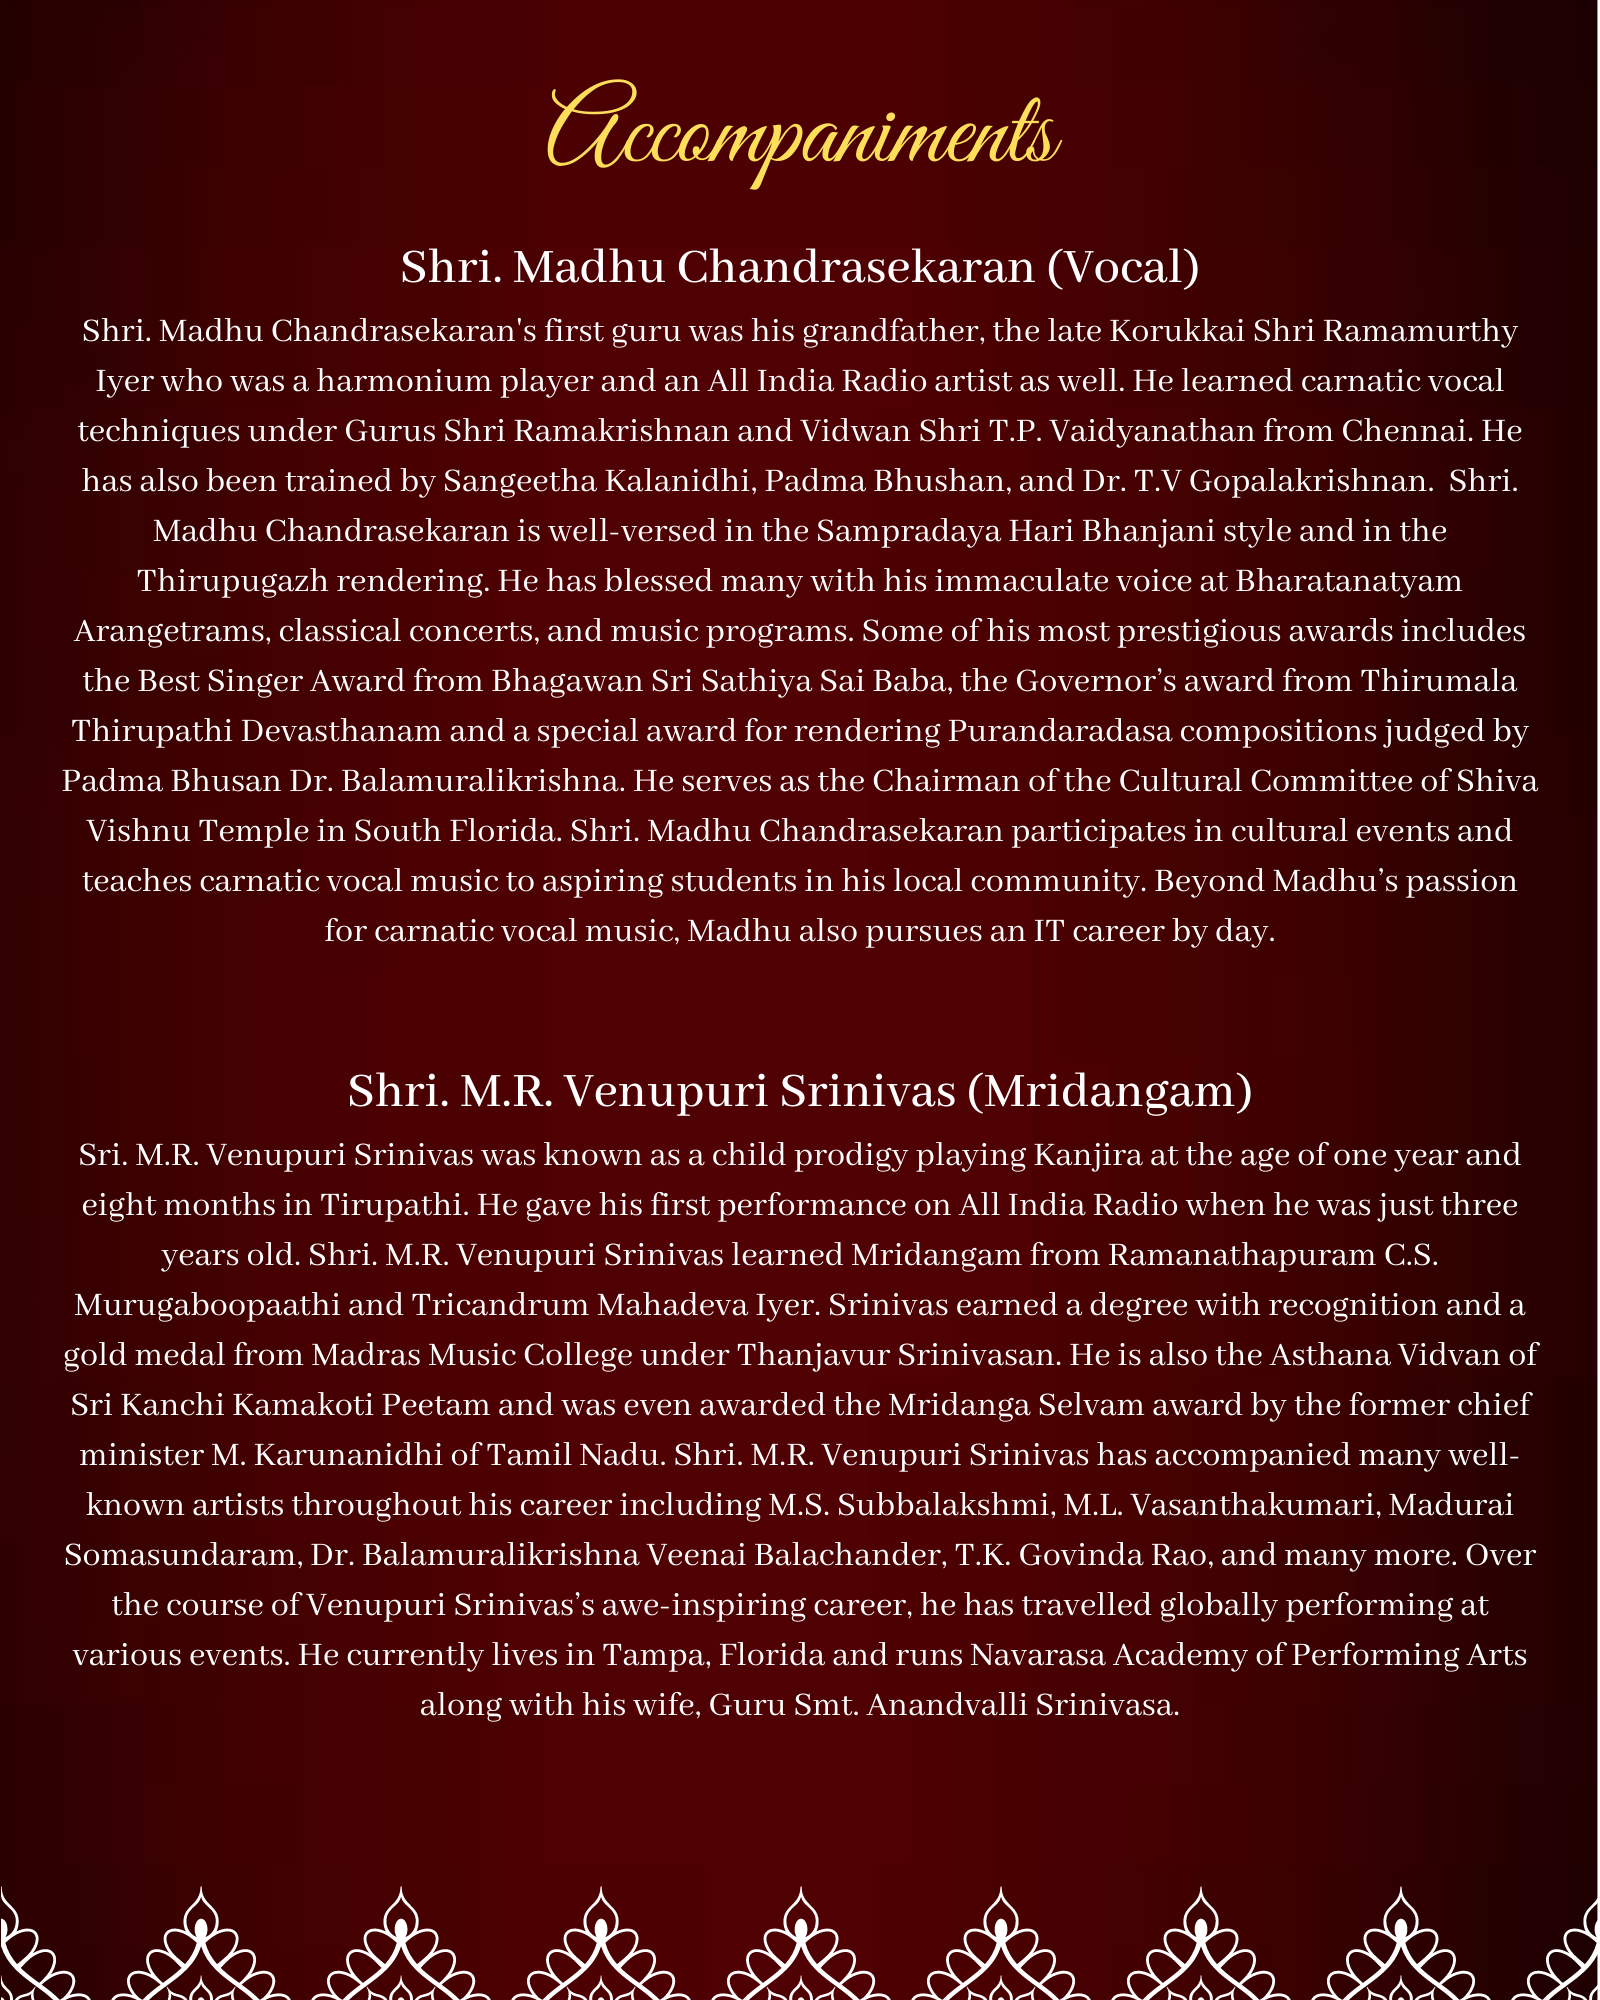 Accompaniments
Shri. Madhu Chandrasekaran (Vocal)
Shri. Madhu Chandrasekaran's first guru was his grandfather, the late Korukkai Shri Ramamurthy
Iyer who was a harmonium player and an All India Radio artist as well. He learned carnatic vocal
techniques under Gurus Shri Ramakrishnan and Vidwan Shri T.P. Vaidyanathan from Chennai. He
has also been trained by Sangeetha Kalanidhi, Padma Bhushan, and Dr. T.V Gopalakrishnan.  Shri.
Madhu Chandrasekaran is well-versed in the Sampradaya Hari Bhanjani style and in the
Thirupugazh rendering. He has blessed many with his immaculate voice at Bharatanatyam
Arangetrams, classical concerts, and music programs. Some of his most prestigious awards includes
the Best Singer Award from Bhagawan Sri Sathiya Sai Baba, the Governor’s award from Thirumala
Thirupathi Devasthanam and a special award for rendering Purandaradasa compositions judged by
Padma Bhusan Dr. Balamuralikrishna. He serves as the Chairman of the Cultural Committee of Shiva
Vishnu Temple in South Florida. Shri. Madhu Chandrasekaran participates in cultural events and
teaches carnatic vocal music to aspiring students in his local community. Beyond Madhu’s passion
for carnatic vocal music, Madhu also pursues an IT career by day.
Shri. M.R. Venupuri Srinivas (Mridangam)
Sri. M.R. Venupuri Srinivas was known as a child prodigy playing Kanjira at the age of one year and
eight months in Tirupathi. He gave his first performance on All India Radio when he was just three
years old. Shri. M.R. Venupuri Srinivas learned Mridangam from Ramanathapuram C.S.
Murugaboopaathi and Tricandrum Mahadeva Iyer. Srinivas earned a degree with recognition and a
gold medal from Madras Music College under Thanjavur Srinivasan. He is also the Asthana Vidvan of
Sri Kanchi Kamakoti Peetam and was even awarded the Mridanga Selvam award by the former chief
minister M. Karunanidhi of Tamil Nadu. Shri. M.R. Venupuri Srinivas has accompanied many well-
known artists throughout his career including M.S. Subbalakshmi, M.L. Vasanthakumari, Madurai
Somasundaram, Dr. Balamuralikrishna Veenai Balachander, T.K. Govinda Rao, and many more. Over
the course of Venupuri Srinivas’s awe-inspiring career, he has travelled globally performing at
various events. He currently lives in Tampa, Florida and runs Navarasa Academy of Performing Arts
along with his wife, Guru Smt. Anandvalli Srinivasa.